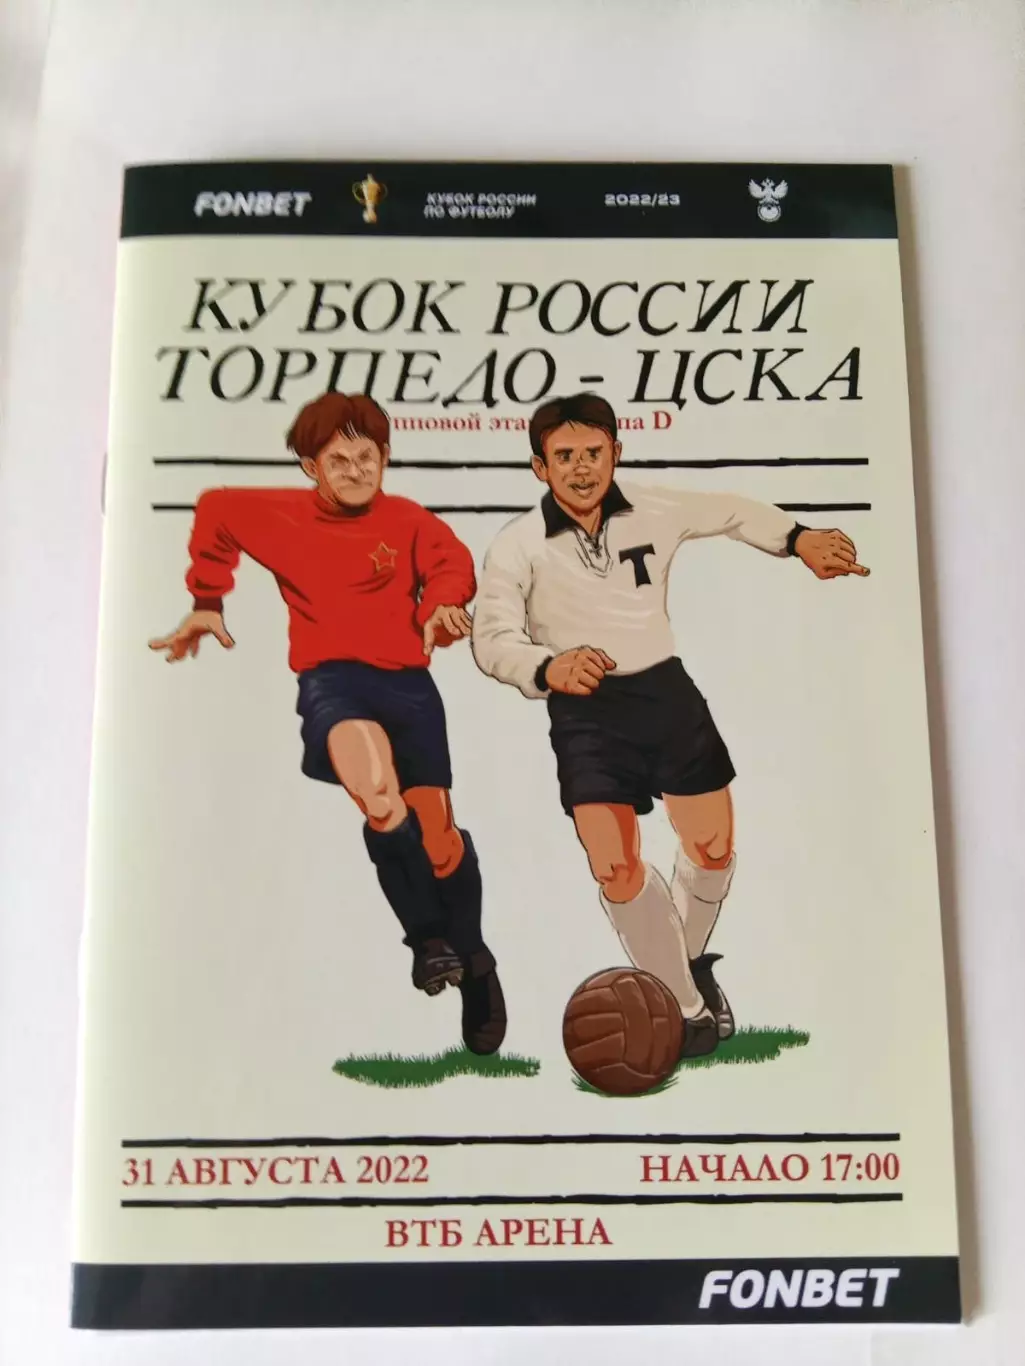 FONBET
КУБОК РОССИИ
ПО ФУТБОЛУ
2022/23
КУБОК РОССИИ
ТОРПЕДО - ЦСКА
D
Т
31 АВГУСТА 2022
НАЧАЛО 17:00
ВТБ АРЕНА
FONBET